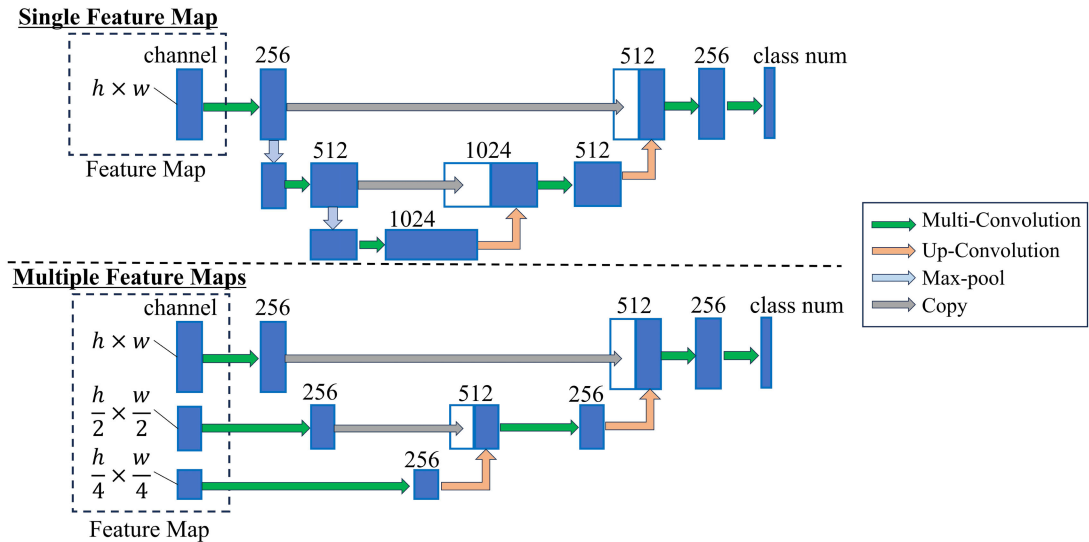 Single Feature Map
channel
256
512
256
class num
h × w
512
1024
512
Feature Map
1024
Multi-Convolution
Up-Convolution
Max-pool
Copy
Multiple Feature Maps
channel
256
512
256
class num
h × w
h/2 × w/2
256
512
256
h/4 × w/4
256
Feature Map